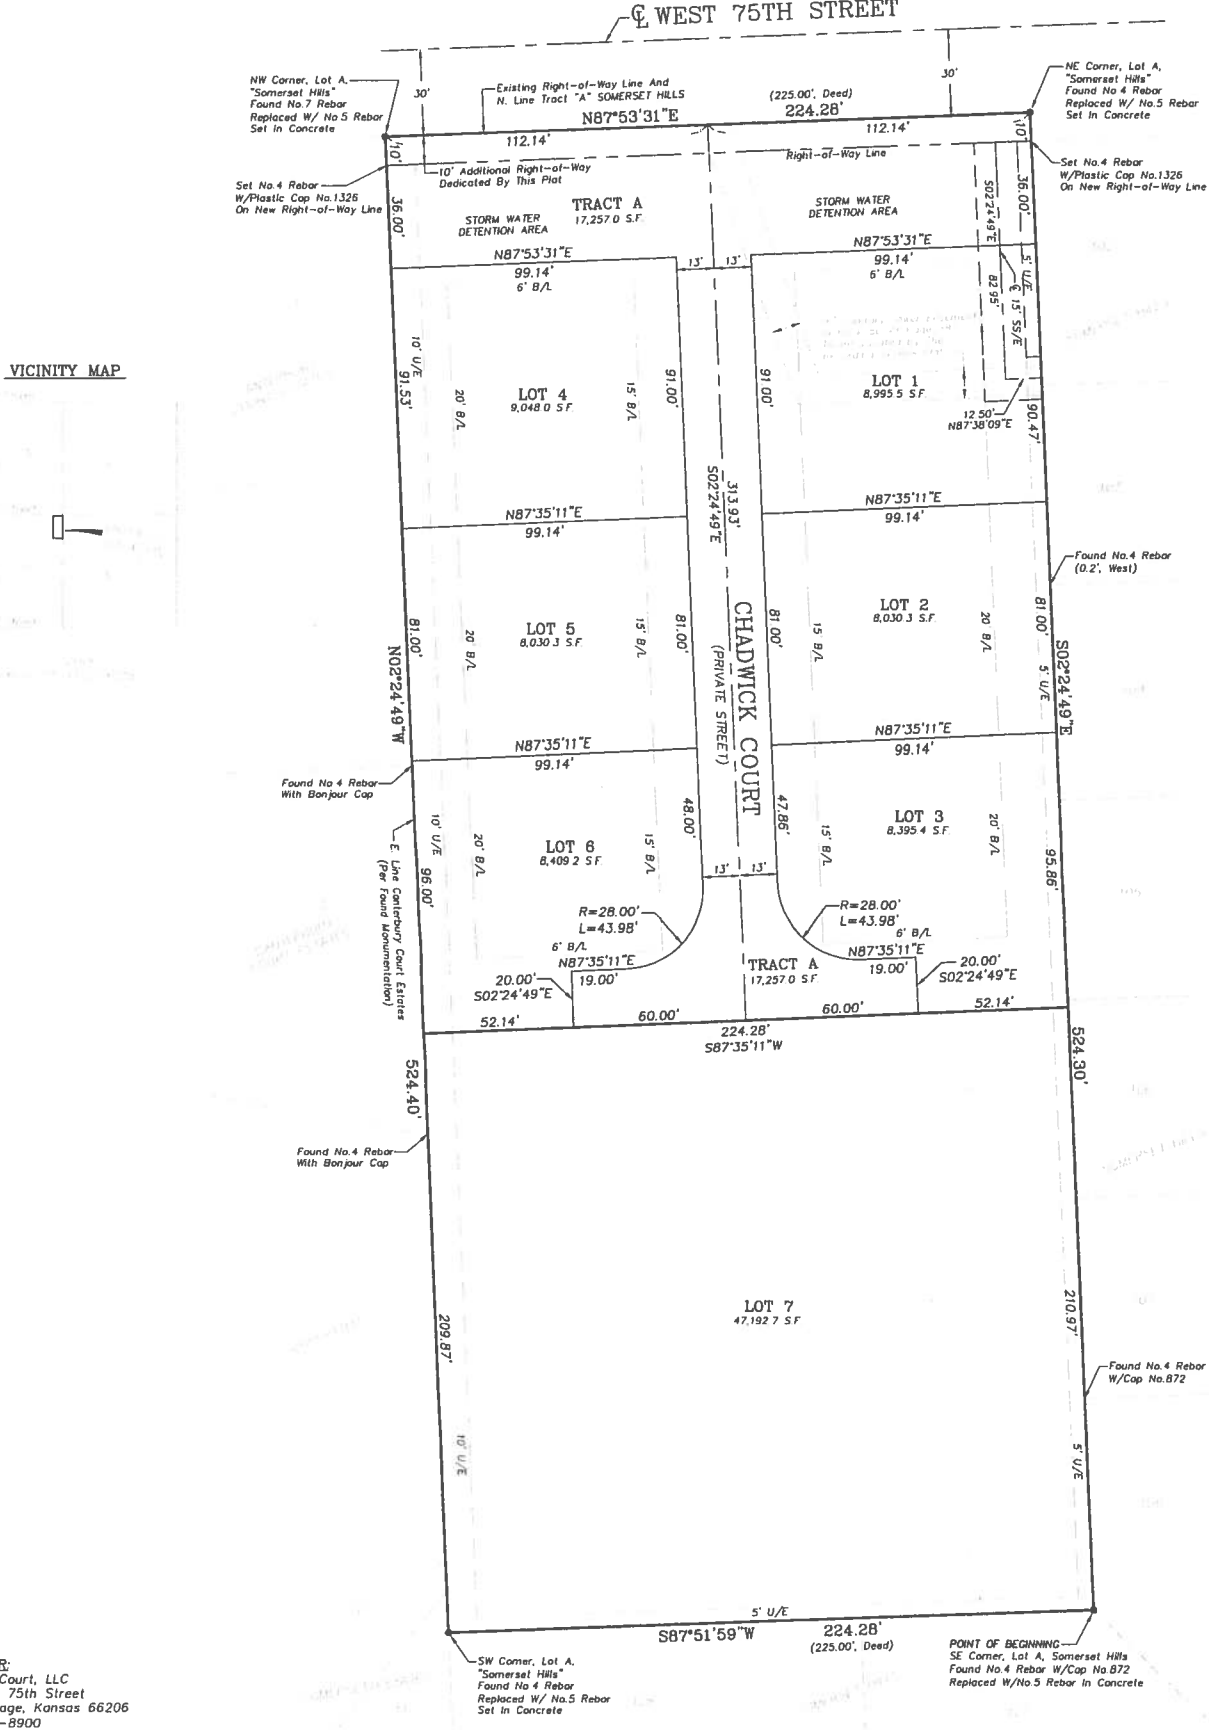 ℄ WEST 75TH STREET
NW Corner, Lot A,
"Somerset Hills"
Found No.7 Rebar
Replaced W/ No.5 Rebar
Set In Concrete
30'
Existing Right-of-Way Line And
N. Line Tract "A" SOMERSET HILLS
N87°53'31"E
(225.00', Deed)
224.28'
30'
NE Corner, Lot A,
"Somerset Hills"
Found No 4 Rebar
Replaced W/ No.5 Rebar
Set In Concrete
112.14'
112.14'
10'
10'
Right-of-Way Line
10' Additional Right-of-Way
Dedicated By This Plat
Set No.4 Rebar
W/Plastic Cap No.1326
On New Right-of-Way Line
Set No.4 Rebar
W/Plastic Cap No.1326
On New Right-of-Way Line
36.00'
36.00'
TRACT A
17,257.0 S.F.
STORM WATER
DETENTION AREA
STORM WATER
DETENTION AREA
S02°24'49"E
82.95'
N87°53'31"E
99.14'
6' B/L
13'
13'
N87°53'31"E
99.14'
6' B/L
5' U/E
℄ 15' SS/E
VICINITY MAP
10' U/E
91.53'
20' B/L
LOT 4
9,048.0 S.F.
15' B/L
91.00'
91.00'
LOT 1
8,995.5 S.F.
12.50'
N87°38'09"E
90.47'
313.93'
S02°24'49"E
N87°35'11"E
99.14'
N87°35'11"E
99.14'
Found No.4 Rebar
(0.2', West)
81.00'
20' B/L
LOT 5
8,030.3 S.F.
15' B/L
81.00'
CHADWICK COURT
(PRIVATE STREET)
81.00'
15' B/L
LOT 2
8,030.3 S.F.
20' B/L
81.00'
5' U/E
N02°24'49"W
S02°24'49"E
N87°35'11"E
99.14'
N87°35'11"E
99.14'
Found No 4 Rebar
With Bonjour Cap
E. Line Canterbury Court Estates
(Per Found Monumentation)
10' U/E
96.00'
20' B/L
LOT 6
8,409.2 S.F.
15' B/L
48.00'
47.86'
15' B/L
LOT 3
8,395.4 S.F.
20' B/L
95.86'
13'
13'
R=28.00'
L=43.98'
R=28.00'
L=43.98'
6' B/L
N87°35'11"E
19.00'
6' B/L
N87°35'11"E
19.00'
20.00'
S02°24'49"E
TRACT A
17,257.0 S.F.
20.00'
S02°24'49"E
52.14'
60.00'
60.00'
52.14'
224.28'
S87°35'11"W
524.40'
524.30'
Found No.4 Rebar
With Bonjour Cap
LOT 7
47,192.7 S.F.
209.87'
210.97'
Found No.4 Rebar
W/Cap No.872
10' U/E
5' U/E
5' U/E
S87°51'59"W
224.28'
(225.00', Deed)
SW Corner, Lot A,
"Somerset Hills"
Found No 4 Rebar
Replaced W/ No.5 Rebar
Set In Concrete
POINT OF BEGINNING
SE Corner, Lot A, Somerset Hills
Found No.4 Rebar W/Cap No.872
Replaced W/No.5 Rebar In Concrete
R:
Court, LLC
75th Street
age, Kansas 66206
-8900